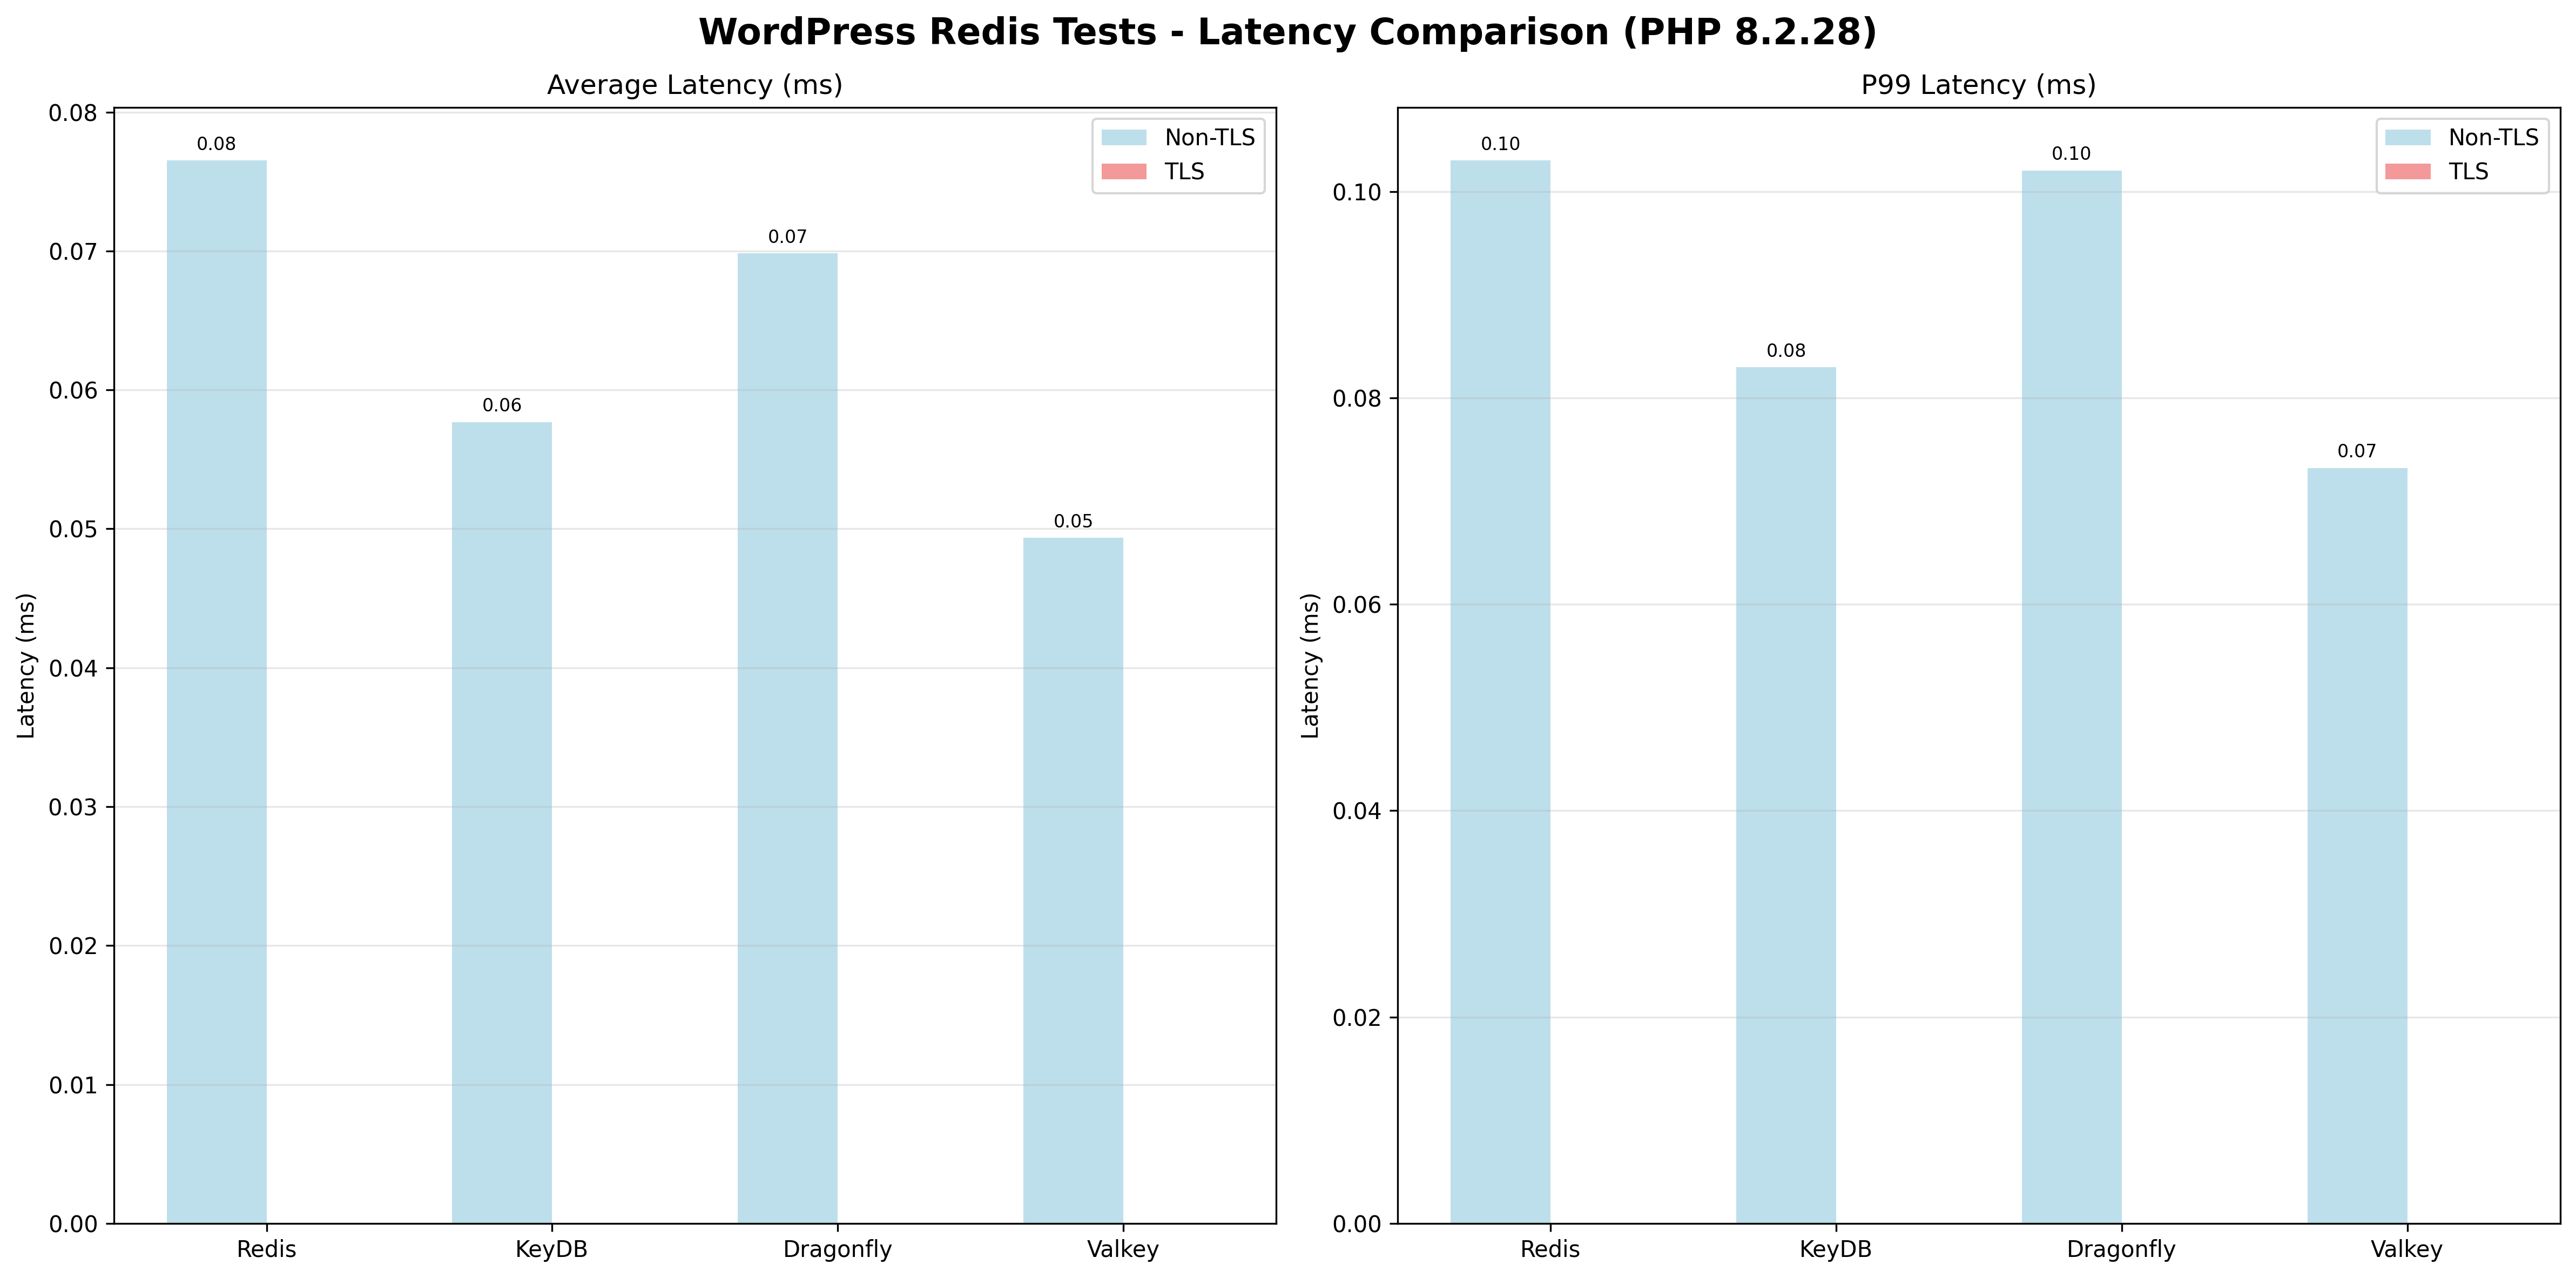 WordPress Redis Tests - Latency Comparison (PHP 8.2.28)
Average Latency (ms)
Latency (ms)
0.08
0.07
0.06
0.05
0.04
0.03
0.02
0.01
0.00
0.08
0.06
0.07
0.05
Non-TLS
TLS
Redis
KeyDB
Dragonfly
Valkey
P99 Latency (ms)
Latency (ms)
0.10
0.08
0.06
0.04
0.02
0.00
0.10
0.08
0.10
0.07
Non-TLS
TLS
Redis
KeyDB
Dragonfly
Valkey